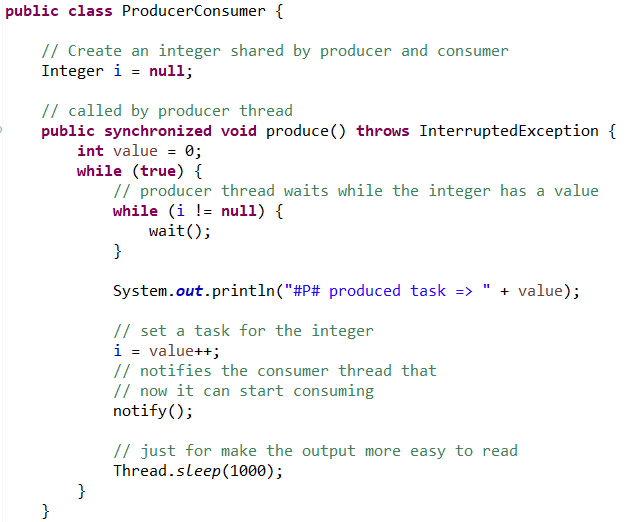 public class ProducerConsumer {
// Create an integer shared by producer and consumer
Integer i = null;
// called by producer thread
public synchronized void produce() throws InterruptedException {
int value = 0;
while (true) {
// producer thread waits while the integer has a value
while (i != null) {
wait();
}
System.out.println("#P# produced task => " + value);
// set a task for the integer
i = value++;
// notifies the consumer thread that
// now it can start consuming
notify();
// just for make the output more easy to read
Thread.sleep(1000);
}
}